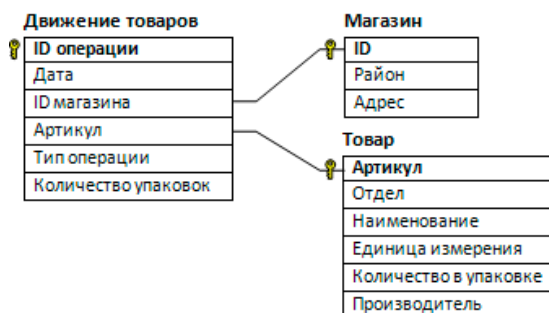 Движение товаров
ID операции
Дата
ID магазина
Артикул
Тип операции
Количество упаковок
Магазин
ID
Район
Адрес
Товар
Артикул
Отдел
Наименование
Единица измерения
Количество в упаковке
Производитель